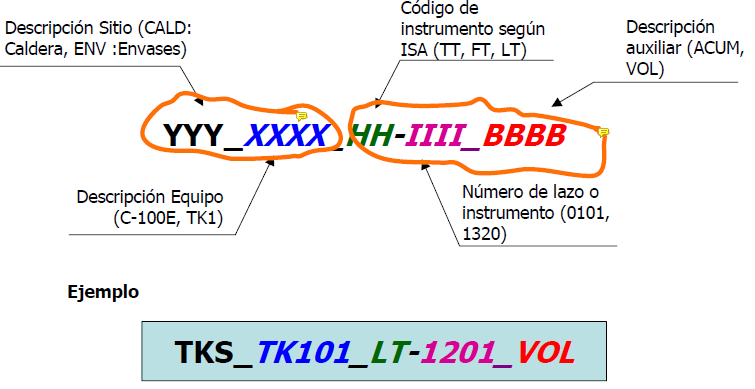 Descripción Sitio (CALD:
Caldera, ENV :Envases)
Código de
instrumento según
ISA (TT, FT, LT)
Descripción
auxiliar (ACUM,
VOL)
YYY_XXXX_HH-IIII_BBBB
Descripción Equipo
(C-100E, TK1)
Número de lazo o
instrumento (0101,
1320)
Ejemplo
TKS_TK101_LT-1201_VOL